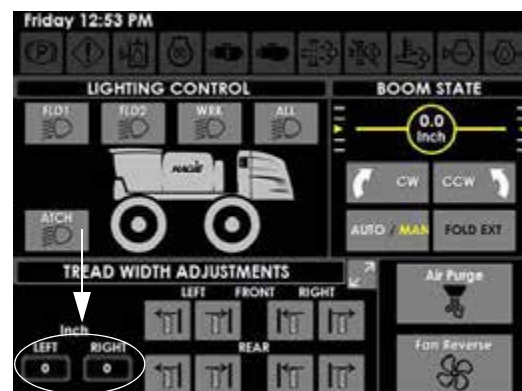 Friday 12:53 PM
LIGHTING CONTROL
BOOM STATE
FLD1 FLD2 WRK ALL
0.0
Inch
HAGIE
CW CCW
ATCH
AUTO / MAN FOLD EXT
TREAD WIDTH ADJUSTMENTS
LEFT FRONT RIGHT
Air Purge
Inch
LEFT RIGHT
REAR
0 0
Fan Reverse